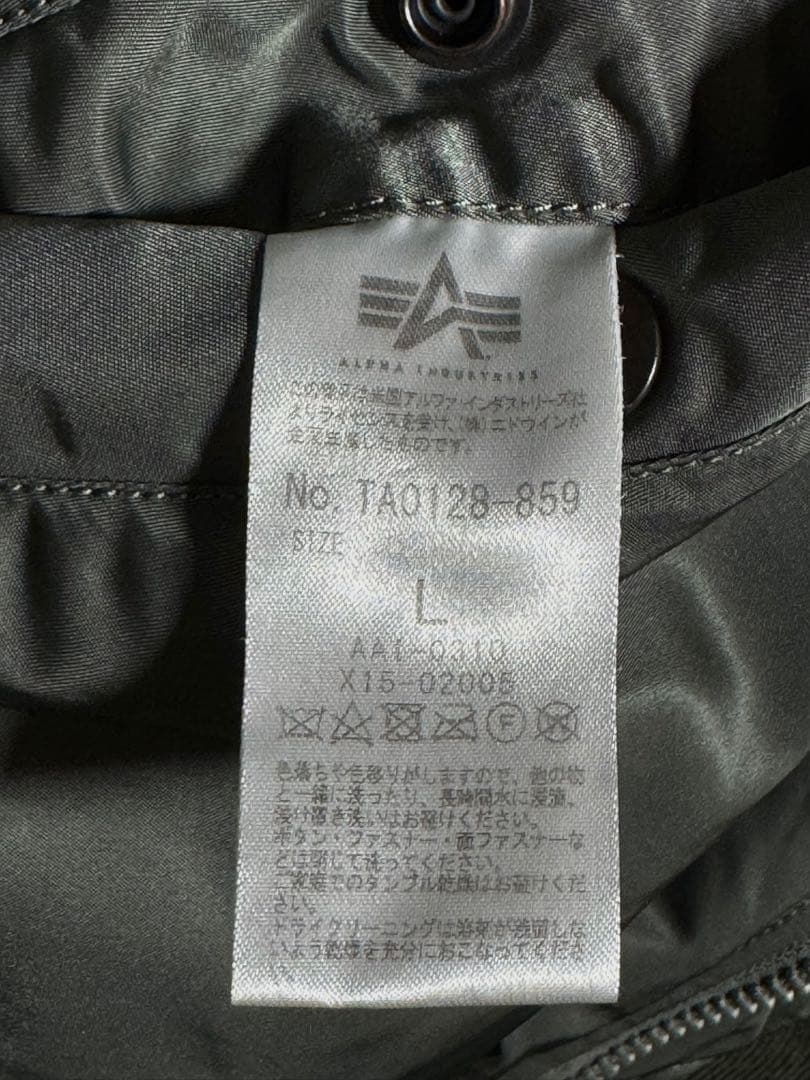 ALPHA INDUSTRIES
この商品は米国アルファ・インダストリーズ社
よりライセンスを受け、(株)エドウインが
企画生産したものです。
No. TA0128-859
SIZE
L
AAI-0310
X15-02005
F W
色落ちや色移りがしますので、他の物
と一緒に洗ったり、長時間水に浸漬、
浸け置き洗いはお避けください。
ボタン・ファスナー・面ファスナーな
どは閉じて洗ってください。
ご家庭でのタンブル乾燥はお避けくだ
さい。
ドライクリーニングは溶剤が残留しな
いよう乾燥を充分におこなってくださ
い。